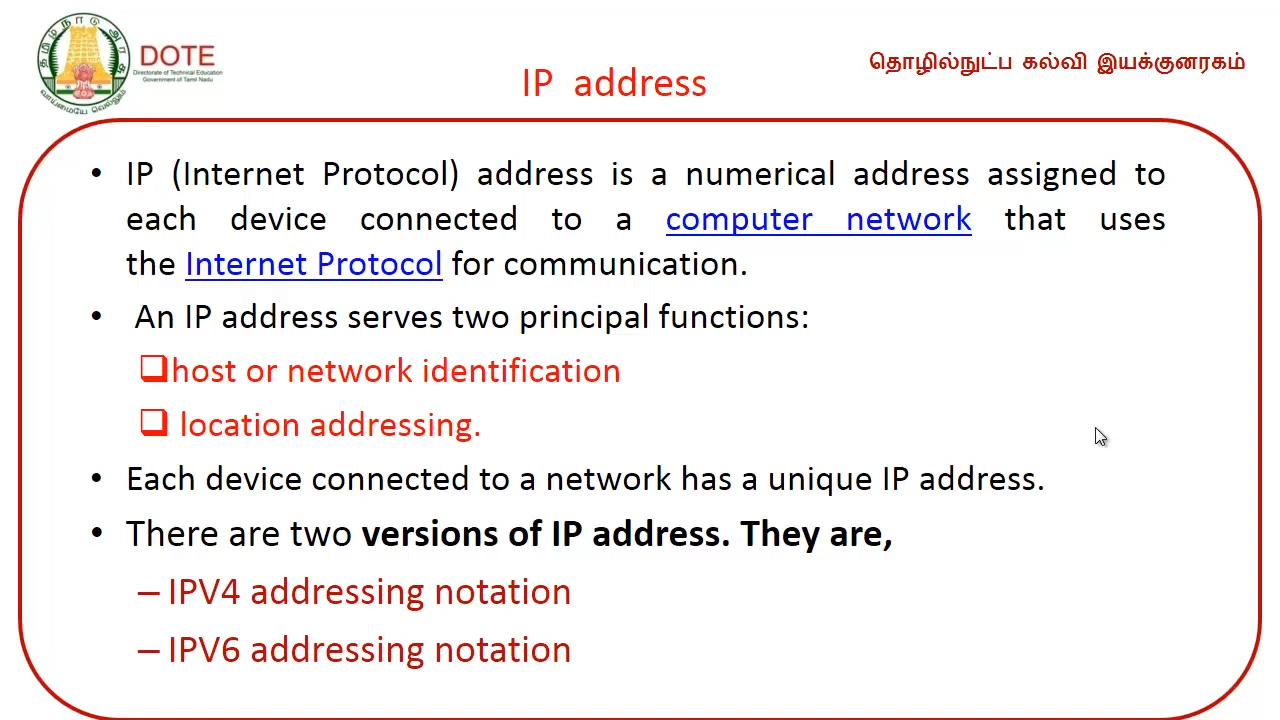 தமிழ்நாடு அரசு
வாய்மையே வெல்லும்
DOTE
Directorate of Technical Education
Government of Tamil Nadu
தொழில்நுட்ப கல்வி இயக்குனரகம்
IP address
• IP (Internet Protocol) address is a numerical address assigned to
each device connected to a computer network that uses
the Internet Protocol for communication.
• An IP address serves two principal functions:
❑host or network identification
❑ location addressing.
• Each device connected to a network has a unique IP address.
• There are two versions of IP address. They are,
– IPV4 addressing notation
– IPV6 addressing notation